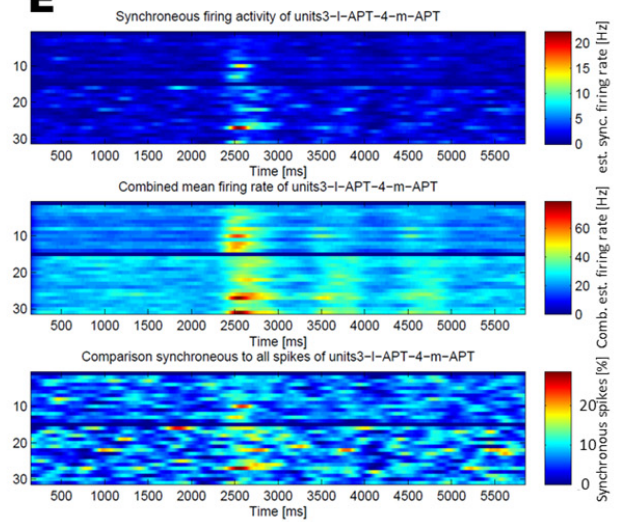 E
Synchroneous firing activity of units3-l-APT-4-m-APT
10
20
30
500 1000 1500 2000 2500 3000 3500 4000 4500 5000 5500
Time [ms]
20
15
10
5
0
est. sync. firing rate [Hz]
Combined mean firing rate of units3-l-APT-4-m-APT
10
20
30
500 1000 1500 2000 2500 3000 3500 4000 4500 5000 5500
Time [ms]
60
40
20
0
Comb. est. firing rate [Hz]
Comparison synchroneous to all spikes of units3-l-APT-4-m-APT
10
20
30
500 1000 1500 2000 2500 3000 3500 4000 4500 5000 5500
Time [ms]
20
10
0
Synchronous spikes [%]